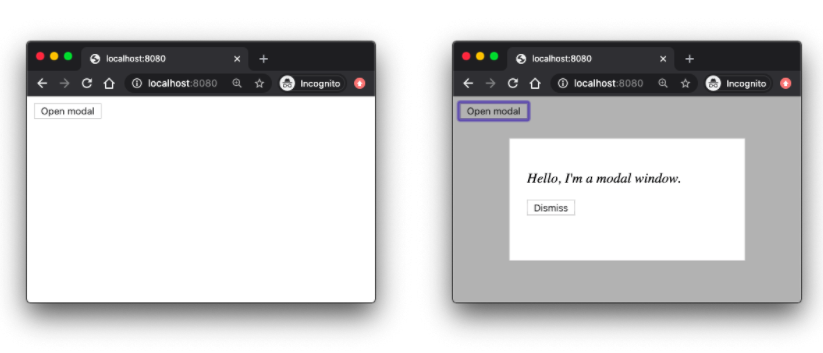 localhost:8080
localhost:8080 Incognito
Open modal
localhost:8080
localhost:8080 Incognito
Open modal
Hello, I'm a modal window.
Dismiss